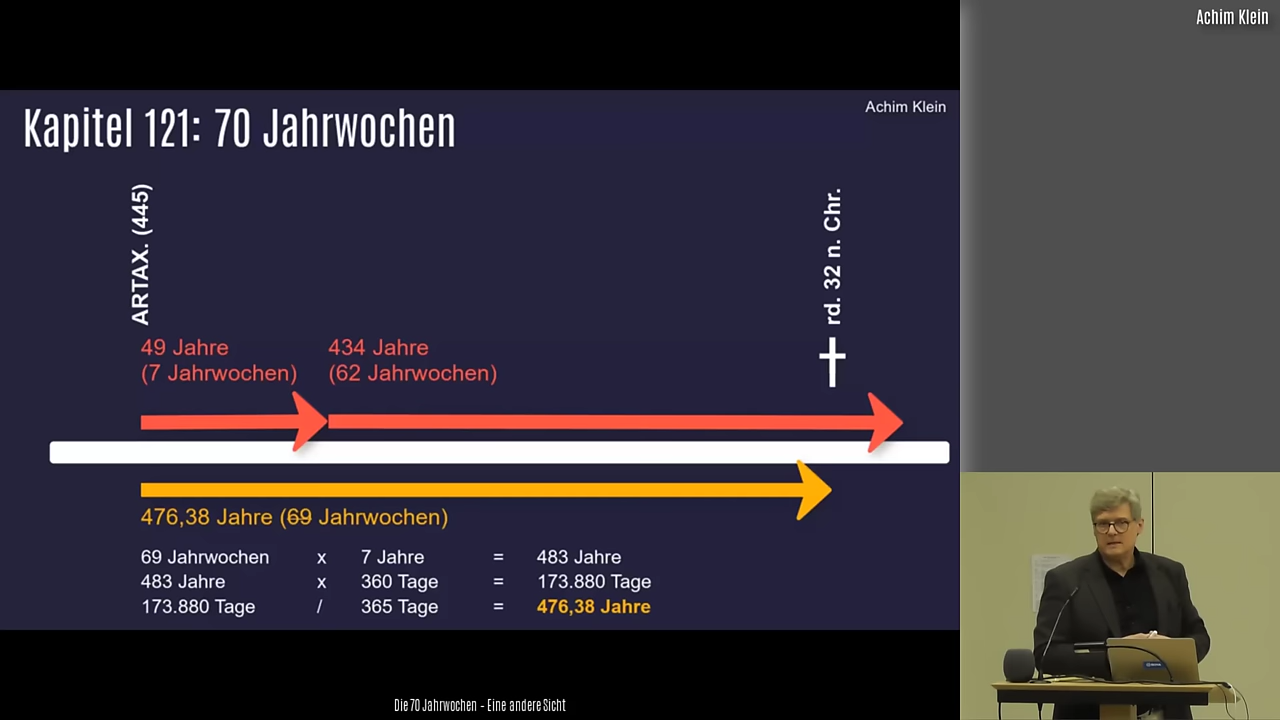 Achim Klein
Kapitel 121: 70 Jahrwochen
Achim Klein
ARTAX. (445)
rd. 32 n. Chr.
49 Jahre
(7 Jahrwochen)
434 Jahre
(62 Jahrwochen)
476,38 Jahre (69 Jahrwochen)
69 Jahrwochen x 7 Jahre = 483 Jahre
483 Jahre x 360 Tage = 173.880 Tage
173.880 Tage / 365 Tage = 476,38 Jahre
Die 70 Jahrwochen - Eine andere Sicht